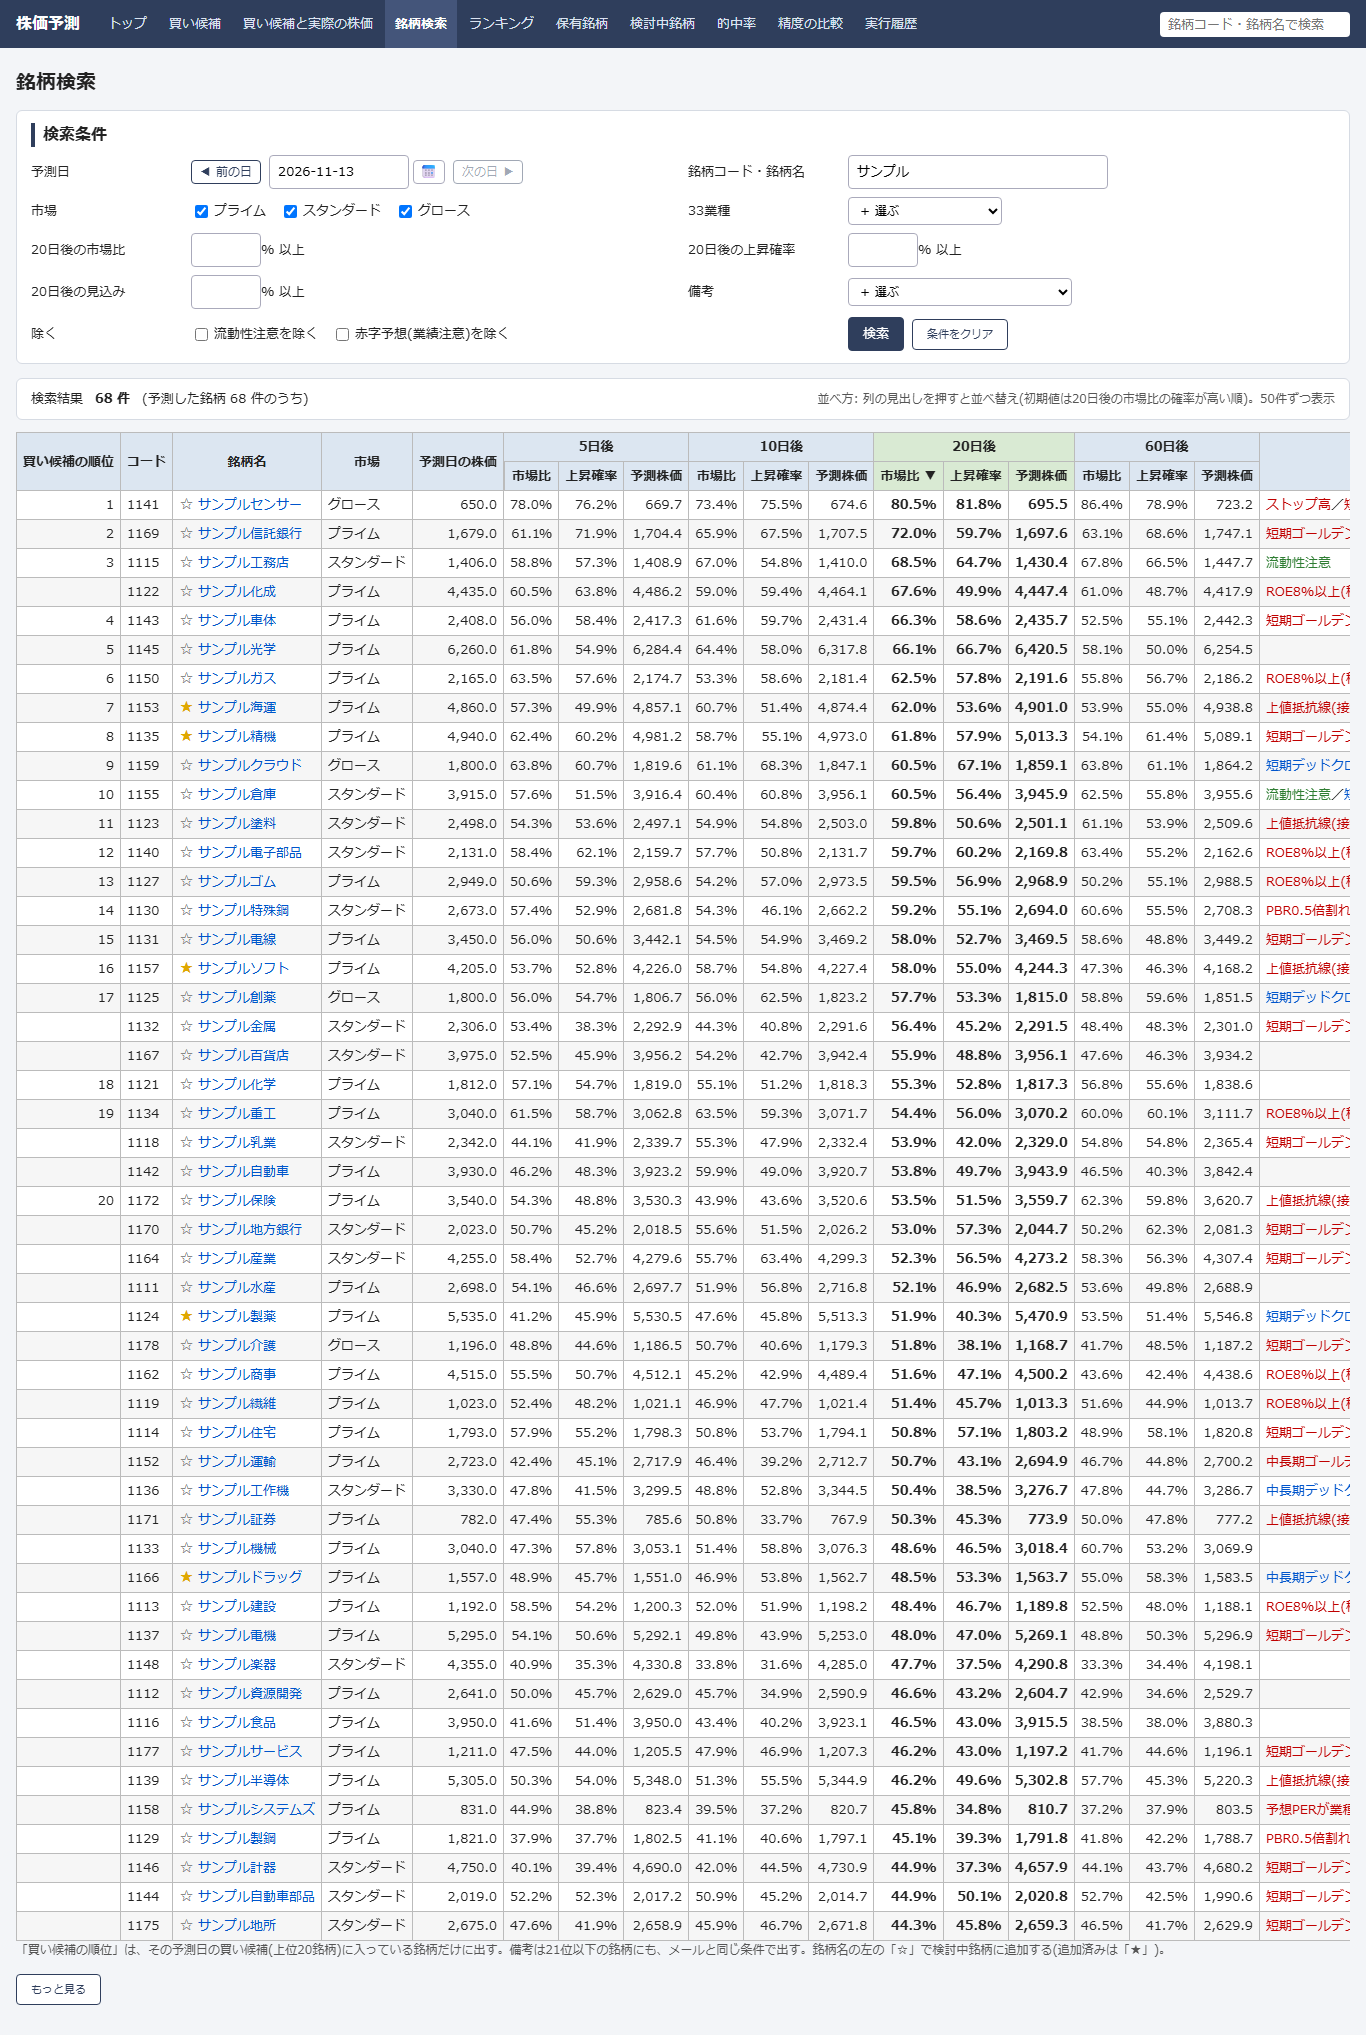 株価予測 トップ 買い候補 買い候補と実際の株価 銘柄検索 ランキング 保有銘柄 検討中銘柄 的中率 精度の比較 実行履歴 銘柄コード・銘柄名で検索
銘柄検索
検索条件
予測日 ◀ 前の日 2026-11-13 次の日 ▶ 銘柄コード・銘柄名 サンプル
市場 プライム スタンダード グロース 33業種 + 選ぶ
20日後の市場比 % 以上 20日後の上昇確率 % 以上
20日後の見込み % 以上 備考 + 選ぶ
除く 流動性注意を除く 赤字予想(業績注意)を除く 検索 条件をクリア
検索結果 68 件 (予測した銘柄 68 件のうち) 並べ方: 列の見出しを押すと並べ替え(初期値は20日後の市場比の確率が高い順)。50件ずつ表示
買い候補の順位 コード 銘柄名 市場 予測日の株価 5日後 10日後 20日後 60日後
市場比 上昇確率 予測株価 市場比 上昇確率 予測株価 市場比 ▼ 上昇確率 予測株価 市場比 上昇確率 予測株価
1 1141 ☆ サンプルセンサー グロース 650.0 78.0% 76.2% 669.7 73.4% 75.5% 674.6 80.5% 81.8% 695.5 86.4% 78.9% 723.2 ストップ高／
2 1169 ☆ サンプル信託銀行 プライム 1,679.0 61.1% 71.9% 1,704.4 65.9% 67.5% 1,707.5 72.0% 59.7% 1,697.6 63.1% 68.6% 1,747.1 短期ゴールデン
3 1115 ☆ サンプル工務店 スタンダード 1,406.0 58.8% 57.3% 1,408.9 67.0% 54.8% 1,410.0 68.5% 64.7% 1,430.4 67.8% 66.5% 1,447.7 流動性注意
1122 ☆ サンプル化成 プライム 4,435.0 60.5% 63.8% 4,486.2 59.0% 59.4% 4,464.1 67.6% 49.9% 4,447.4 61.0% 48.7% 4,417.9 ROE8%以上(
4 1143 ☆ サンプル車体 プライム 2,408.0 56.0% 58.4% 2,417.3 61.6% 59.7% 2,431.4 66.3% 58.6% 2,435.7 52.5% 55.1% 2,442.3 短期ゴールデン
5 1145 ☆ サンプル光学 プライム 6,260.0 61.8% 54.9% 6,284.4 64.4% 58.0% 6,317.8 66.1% 66.7% 6,420.5 58.1% 50.0% 6,254.5
6 1150 ☆ サンプルガス プライム 2,165.0 63.5% 57.6% 2,174.7 53.3% 58.6% 2,181.4 62.5% 57.8% 2,191.6 55.8% 56.7% 2,186.2 ROE8%以上(
7 1153 ★ サンプル海運 プライム 4,860.0 57.3% 49.9% 4,857.1 60.7% 51.4% 4,874.4 62.0% 53.6% 4,901.0 53.9% 55.0% 4,938.8 上値抵抗線(接
8 1135 ★ サンプル精機 プライム 4,940.0 62.4% 60.2% 4,981.2 58.7% 55.1% 4,973.0 61.8% 57.9% 5,013.3 54.1% 61.4% 5,089.1 短期ゴールデン
9 1159 ☆ サンプルクラウド グロース 1,800.0 63.8% 60.7% 1,819.6 61.1% 68.3% 1,847.1 60.5% 67.1% 1,859.1 63.8% 61.1% 1,864.2 短期デッドクロ
10 1155 ☆ サンプル倉庫 スタンダード 3,915.0 57.6% 51.5% 3,916.4 60.4% 60.8% 3,956.1 60.5% 56.4% 3,945.9 62.5% 55.8% 3,955.6 流動性注意／
11 1123 ☆ サンプル塗料 スタンダード 2,498.0 54.3% 53.6% 2,497.1 54.9% 54.8% 2,503.0 59.8% 50.6% 2,501.1 61.1% 53.9% 2,509.6 上値抵抗線(接
12 1140 ☆ サンプル電子部品 スタンダード 2,131.0 58.4% 62.1% 2,159.7 57.7% 50.8% 2,131.7 59.7% 60.2% 2,169.8 63.4% 55.2% 2,162.6 ROE8%以上(
13 1127 ☆ サンプルゴム プライム 2,949.0 50.6% 59.3% 2,958.6 54.2% 57.0% 2,973.5 59.5% 56.9% 2,968.9 50.2% 55.1% 2,988.5 ROE8%以上(
14 1130 ☆ サンプル特殊鋼 スタンダード 2,673.0 57.4% 52.9% 2,681.8 54.3% 46.1% 2,662.2 59.2% 55.1% 2,694.0 60.6% 55.5% 2,708.3 PBR0.5倍割れ
15 1131 ☆ サンプル電線 プライム 3,450.0 56.0% 50.6% 3,442.1 54.5% 54.9% 3,469.2 58.0% 52.7% 3,469.5 58.6% 48.8% 3,449.2 短期ゴールデン
16 1157 ★ サンプルソフト プライム 4,205.0 53.7% 52.8% 4,226.0 58.7% 54.8% 4,227.4 58.0% 55.0% 4,244.3 47.3% 46.3% 4,168.2 上値抵抗線(接
17 1125 ☆ サンプル創薬 グロース 1,800.0 56.0% 54.7% 1,806.7 56.0% 62.5% 1,823.2 57.7% 53.3% 1,815.0 58.8% 59.6% 1,851.5 短期デッドクロ
1132 ☆ サンプル金属 スタンダード 2,306.0 53.4% 38.3% 2,292.9 44.3% 40.8% 2,291.6 56.4% 45.2% 2,291.5 48.4% 48.3% 2,301.0 短期ゴールデン
1167 ☆ サンプル百貨店 スタンダード 3,975.0 52.5% 45.9% 3,956.2 54.2% 42.7% 3,942.4 55.9% 48.8% 3,956.1 47.6% 46.3% 3,934.2
18 1121 ☆ サンプル化学 プライム 1,812.0 57.1% 54.7% 1,819.0 55.1% 51.2% 1,818.3 55.3% 52.8% 1,817.3 56.8% 55.6% 1,838.6
19 1134 ☆ サンプル重工 プライム 3,040.0 61.5% 58.7% 3,062.8 63.5% 59.3% 3,071.7 54.4% 56.0% 3,070.2 60.0% 60.1% 3,111.7 ROE8%以上(
1118 ☆ サンプル乳業 スタンダード 2,342.0 44.1% 41.9% 2,339.7 55.3% 47.9% 2,332.4 53.9% 42.0% 2,329.0 54.8% 54.8% 2,365.4 短期ゴールデン
1142 ☆ サンプル自動車 プライム 3,930.0 46.2% 48.3% 3,923.2 59.9% 49.0% 3,920.7 53.8% 49.7% 3,943.9 46.5% 40.3% 3,842.4
20 1172 ☆ サンプル保険 プライム 3,540.0 54.3% 48.8% 3,530.3 43.9% 43.6% 3,520.6 53.5% 51.5% 3,559.7 62.3% 59.8% 3,620.7 上値抵抗線(接
1170 ☆ サンプル地方銀行 スタンダード 2,023.0 50.7% 45.2% 2,018.5 55.6% 51.5% 2,026.2 53.0% 57.3% 2,044.7 50.2% 62.3% 2,081.3 短期ゴールデン
1164 ☆ サンプル産業 スタンダード 4,255.0 58.4% 52.7% 4,279.6 55.7% 63.4% 4,299.3 52.3% 56.5% 4,273.2 58.3% 56.3% 4,307.4 短期ゴールデン
1111 ☆ サンプル水産 プライム 2,698.0 54.1% 46.6% 2,697.7 51.9% 56.8% 2,716.8 52.1% 46.9% 2,682.5 53.6% 49.8% 2,688.9
1124 ★ サンプル製薬 プライム 5,535.0 41.2% 45.9% 5,530.5 47.6% 45.8% 5,513.3 51.9% 40.3% 5,470.9 53.5% 51.4% 5,546.8 短期デッドクロ
1178 ☆ サンプル介護 グロース 1,196.0 48.8% 44.6% 1,186.5 50.7% 40.6% 1,179.3 51.8% 38.1% 1,168.7 41.7% 48.5% 1,187.2 短期ゴールデン
1162 ☆ サンプル商事 プライム 4,515.0 55.5% 50.7% 4,512.1 45.2% 42.9% 4,489.4 51.6% 47.1% 4,500.2 43.6% 42.4% 4,438.6 ROE8%以上(
1119 ☆ サンプル繊維 プライム 1,023.0 52.4% 48.2% 1,021.1 46.9% 47.7% 1,021.4 51.4% 45.7% 1,013.3 51.6% 44.9% 1,013.7 ROE8%以上(
1114 ☆ サンプル住宅 プライム 1,793.0 57.9% 55.2% 1,798.3 50.8% 53.7% 1,794.1 50.8% 57.1% 1,803.2 48.9% 58.1% 1,820.8 短期ゴールデン
1152 ☆ サンプル運輸 プライム 2,723.0 42.4% 45.1% 2,717.9 46.4% 39.2% 2,712.7 50.7% 43.1% 2,694.9 46.7% 44.8% 2,700.2 中長期ゴールデ
1136 ☆ サンプル工作機 スタンダード 3,330.0 47.8% 41.5% 3,299.5 48.8% 52.8% 3,344.5 50.4% 38.5% 3,276.7 47.8% 44.7% 3,286.7 中長期デッドク
1171 ☆ サンプル証券 プライム 782.0 47.4% 55.3% 785.6 50.8% 33.7% 767.9 50.3% 45.3% 773.9 50.0% 47.8% 777.2 上値抵抗線(接
1133 ☆ サンプル機械 プライム 3,040.0 47.3% 57.8% 3,053.1 51.4% 58.8% 3,076.3 48.6% 46.5% 3,018.4 60.7% 53.2% 3,069.9
1166 ★ サンプルドラッグ プライム 1,557.0 48.9% 45.7% 1,551.0 46.9% 53.8% 1,562.7 48.5% 53.3% 1,563.7 55.0% 58.3% 1,583.5 中長期デッドク
1113 ☆ サンプル建設 プライム 1,192.0 58.5% 54.2% 1,200.3 52.0% 51.9% 1,198.2 48.4% 46.7% 1,189.8 52.5% 48.0% 1,188.1 ROE8%以上(
1137 ☆ サンプル電機 プライム 5,295.0 54.1% 50.6% 5,292.1 49.8% 43.9% 5,253.0 48.0% 47.0% 5,269.1 48.8% 50.3% 5,296.9 短期ゴールデン
1148 ☆ サンプル楽器 スタンダード 4,355.0 40.9% 35.3% 4,330.8 33.8% 31.6% 4,285.0 47.7% 37.5% 4,290.8 33.3% 34.4% 4,198.1
1112 ☆ サンプル資源開発 プライム 2,641.0 50.0% 45.7% 2,629.0 45.7% 34.9% 2,590.9 46.6% 43.2% 2,604.7 42.9% 34.6% 2,529.7
1116 ☆ サンプル食品 プライム 3,950.0 41.6% 51.4% 3,950.0 43.4% 40.2% 3,923.1 46.5% 43.0% 3,915.5 38.5% 38.0% 3,880.3
1177 ☆ サンプルサービス プライム 1,211.0 47.5% 44.0% 1,205.5 47.9% 46.9% 1,207.3 46.2% 43.0% 1,197.2 41.7% 44.6% 1,196.1 短期ゴールデン
1139 ☆ サンプル半導体 プライム 5,305.0 50.3% 54.0% 5,348.0 51.3% 55.5% 5,344.9 46.2% 49.6% 5,302.8 57.7% 45.3% 5,220.3 上値抵抗線(接
1158 ☆ サンプルシステムズ プライム 831.0 44.9% 38.8% 823.4 39.5% 37.2% 820.7 45.8% 34.8% 810.7 37.2% 37.9% 803.5 予想PERが業種
1129 ☆ サンプル製鋼 プライム 1,821.0 37.9% 37.7% 1,802.5 41.1% 40.6% 1,797.1 45.1% 39.3% 1,791.8 41.8% 42.2% 1,788.7 PBR0.5倍割れ
1146 ☆ サンプル計器 スタンダード 4,750.0 40.1% 39.4% 4,690.0 42.0% 44.5% 4,730.9 44.9% 37.3% 4,657.9 44.1% 43.7% 4,680.2 短期ゴールデン
1144 ☆ サンプル自動車部品 スタンダード 2,019.0 52.2% 52.3% 2,017.2 50.9% 45.2% 2,014.7 44.9% 50.1% 2,020.8 52.7% 42.5% 1,990.6 短期ゴールデン
1175 ☆ サンプル地所 スタンダード 2,675.0 47.6% 41.9% 2,658.9 45.9% 46.7% 2,671.8 44.3% 45.8% 2,659.3 46.5% 41.7% 2,629.9 短期ゴールデン
「買い候補の順位」は、その予測日の買い候補(上位20銘柄)に入っている銘柄だけに出す。備考は21位以下の銘柄にも、メールと同じ条件で出す。銘柄名の左の「☆」で検討中銘柄に追加する(追加済みは「★」)。
もっと見る